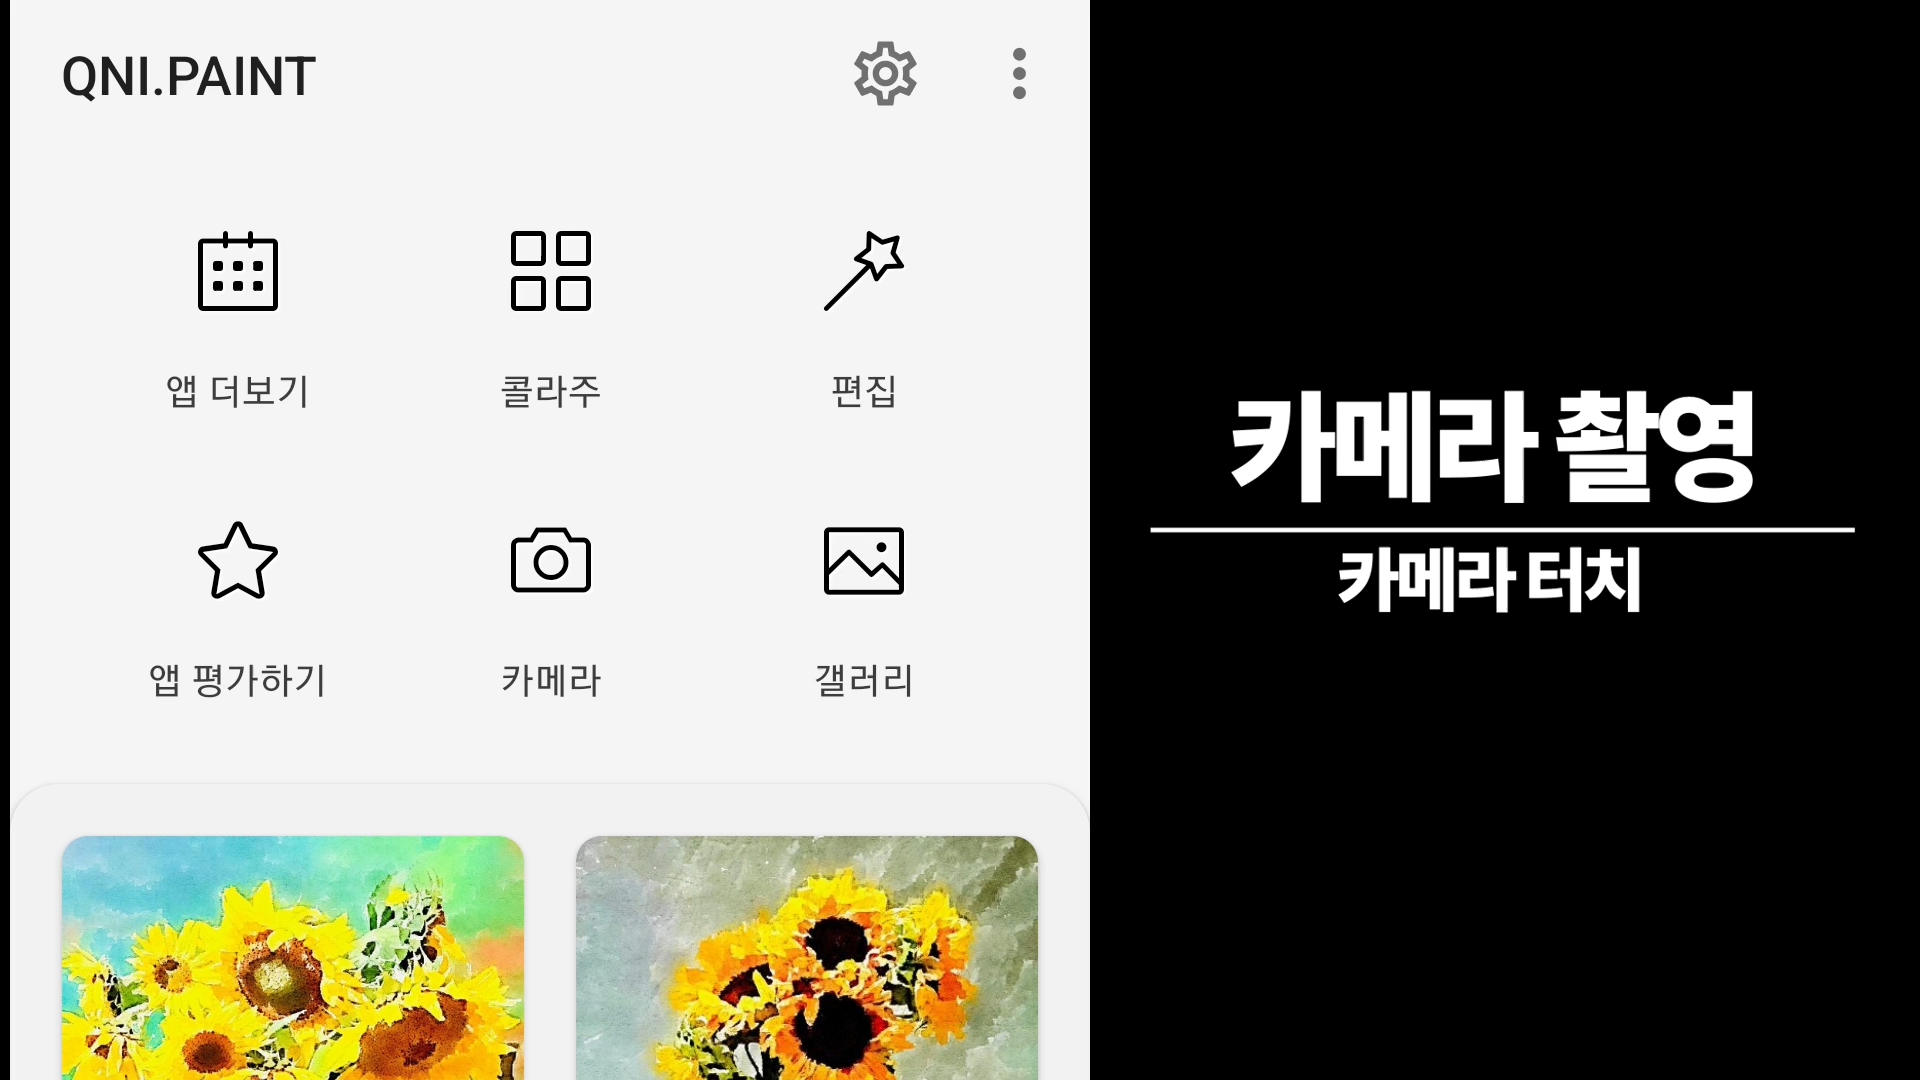 QNI.PAINT
앱 더보기
콜라주
편집
앱 평가하기
카메라
갤러리
카메라 촬영
카메라 터치